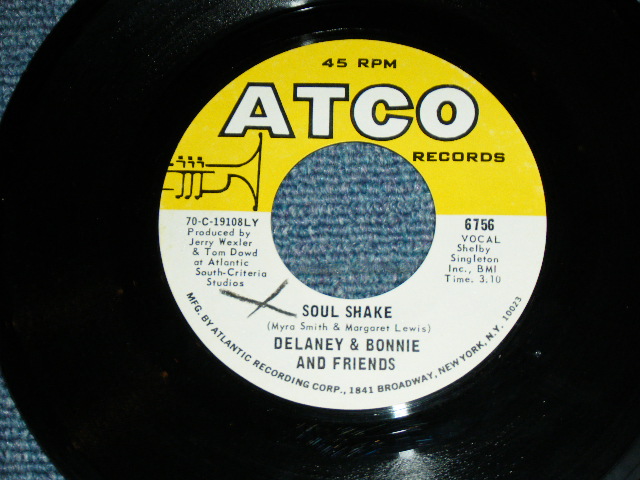 45 RPM
ATCO
RECORDS
70-C-19108LY
Produced by
Jerry Wexler
& Tom Dowd
at Atlantic
South-Criteria
Studios
6756
VOCAL
Shelby
Singleton
Inc., BMI
Time. 3.10
SOUL SHAKE
(Myra Smith & Margaret Lewis)
DELANEY & BONNIE
AND FRIENDS
MFG. BY ATLANTIC RECORDING CORP., 1841 BROADWAY, NEW YORK, N.Y. 10023